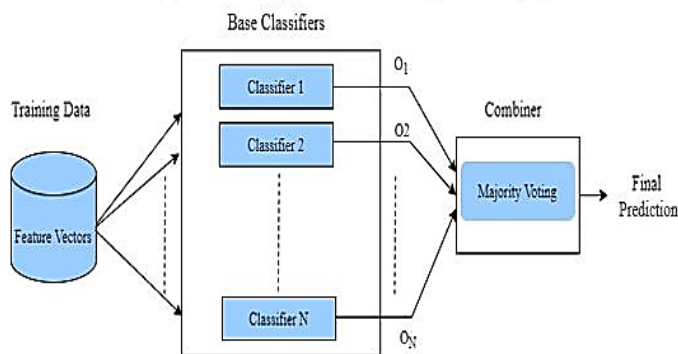 Base Classifiers
Training Data
Feature Vectors
Classifier 1
Classifier 2
Classifier N
O1
O2
ON
Combiner
Majority Voting
Final
Prediction